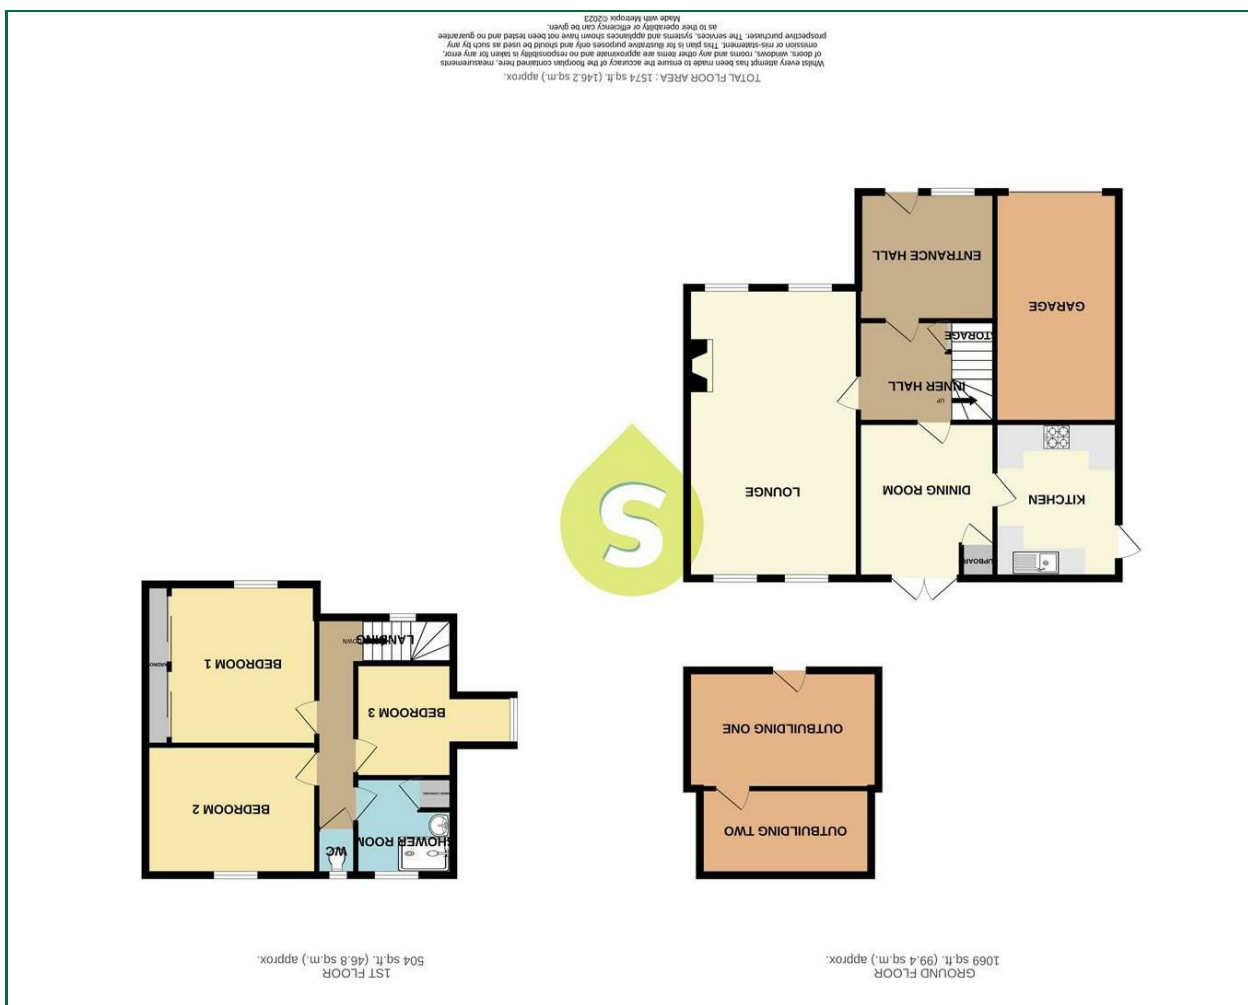 GROUND FLOOR
1069 sq.ft. (99.4 sq.m.) approx.
1ST FLOOR
504 sq.ft. (46.8 sq.m.) approx.
OUTBUILDING TWO
OUTBUILDING ONE
KITCHEN
CUPBOARD
DINING ROOM
LOUNGE
UP
INNER HALL
STORAGE
GARAGE
ENTRANCE HALL
S
SHOWER ROOM
WC
BEDROOM 2
BEDROOM 3
BEDROOM 1
DOWN
LANDING
TOTAL FLOOR AREA : 1574 sq.ft. (146.2 sq.m.) approx.
Whilst every attempt has been made to ensure the accuracy of the floorplan contained here, measurements
of doors, windows, rooms and any other items are approximate and no responsibility is taken for any error,
omission or mis-statement. This plan is for illustrative purposes only and should be used as such by any
prospective purchaser. The services, systems and appliances shown have not been tested and no guarantee
as to their operability or efficiency can be given.
Made with Metropix ©2023